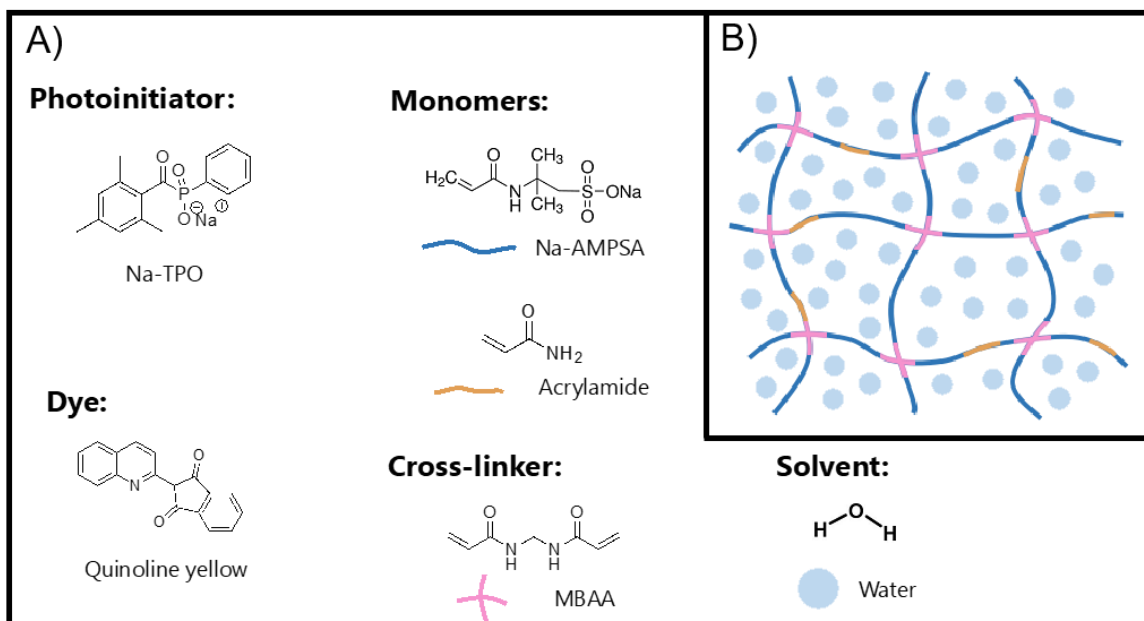 A)
B)
Photoinitiator:
O
O
P
O
⊖
Na
⊕
Na-TPO
Monomers:
O
CH3
H2C
N
H
CH3
O
S
ONa
O
Na-AMPSA
O
NH2
Acrylamide
Dye:
O
N
O
Quinoline yellow
Cross-linker:
O
O
N
H
N
H
MBAA
Solvent:
H
O
H
Water